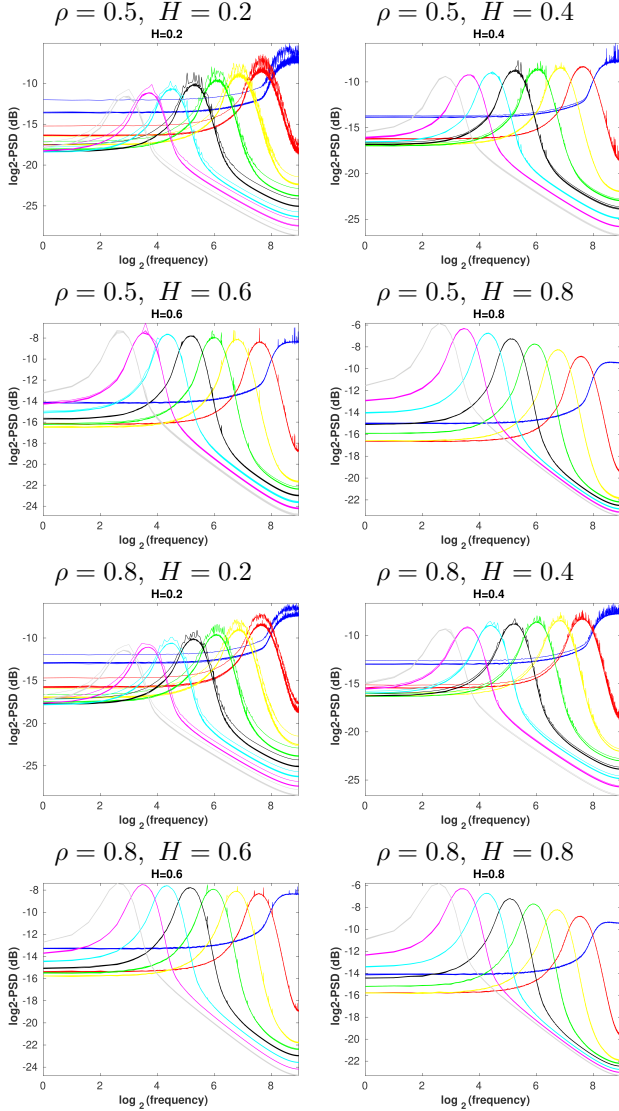 ρ = 0.5, H = 0.2
ρ = 0.5, H = 0.4
H=0.2
H=0.4
log2-PSD (dB)
-10
-15
-20
-25
0
2
4
6
8
log 2 (frequency)
log2-PSD (dB)
-10
-15
-20
-25
0
2
4
6
8
log 2 (frequency)
ρ = 0.5, H = 0.6
ρ = 0.5, H = 0.8
H=0.6
H=0.8
log2-PSD (dB)
-8
-10
-12
-14
-16
-18
-20
-22
-24
0
2
4
6
8
log 2 (frequency)
log2-PSD (dB)
-6
-8
-10
-12
-14
-16
-18
-20
-22
0
2
4
6
8
log 2 (frequency)
ρ = 0.8, H = 0.2
ρ = 0.8, H = 0.4
H=0.2
H=0.4
log2-PSD (dB)
-10
-15
-20
-25
0
2
4
6
8
log 2 (frequency)
log2-PSD (dB)
-10
-15
-20
-25
0
2
4
6
8
log 2 (frequency)
ρ = 0.8, H = 0.6
ρ = 0.8, H = 0.8
H=0.6
H=0.8
log2-PSD (dB)
-8
-10
-12
-14
-16
-18
-20
-22
-24
0
2
4
6
8
log 2 (frequency)
log2-PSD (dB)
-6
-8
-10
-12
-14
-16
-18
-20
-22
0
2
4
6
8
log 2 (frequency)